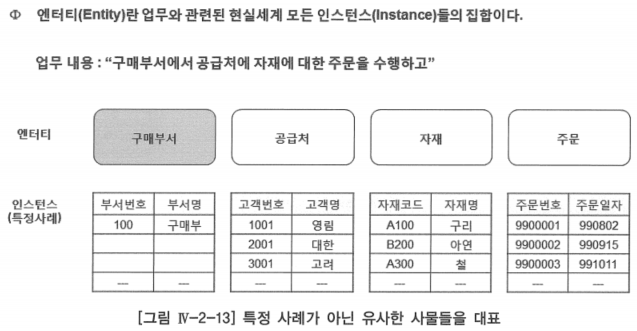 Φ 엔터티(Entity)란 업무와 관련된 현실세계 모든 인스턴스(Instance)들의 집합이다.
업무 내용 : “구매부서에서 공급처에 자재에 대한 주문을 수행하고”
엔터티 구매부서 공급처 자재 주문
인스턴스
(특정사례)
부서번호 부서명 고객번호 고객명 자재코드 자재명 주문번호 주문일자
100 구매부 1001 영림 A100 구리 9900001 990802
2001 대한 B200 아연 9900002 990915
3001 고려 A300 철 9900003 991011
--- --- --- --- --- --- --- ---
[그림 Ⅳ-2-13] 특정 사례가 아닌 유사한 사물들을 대표